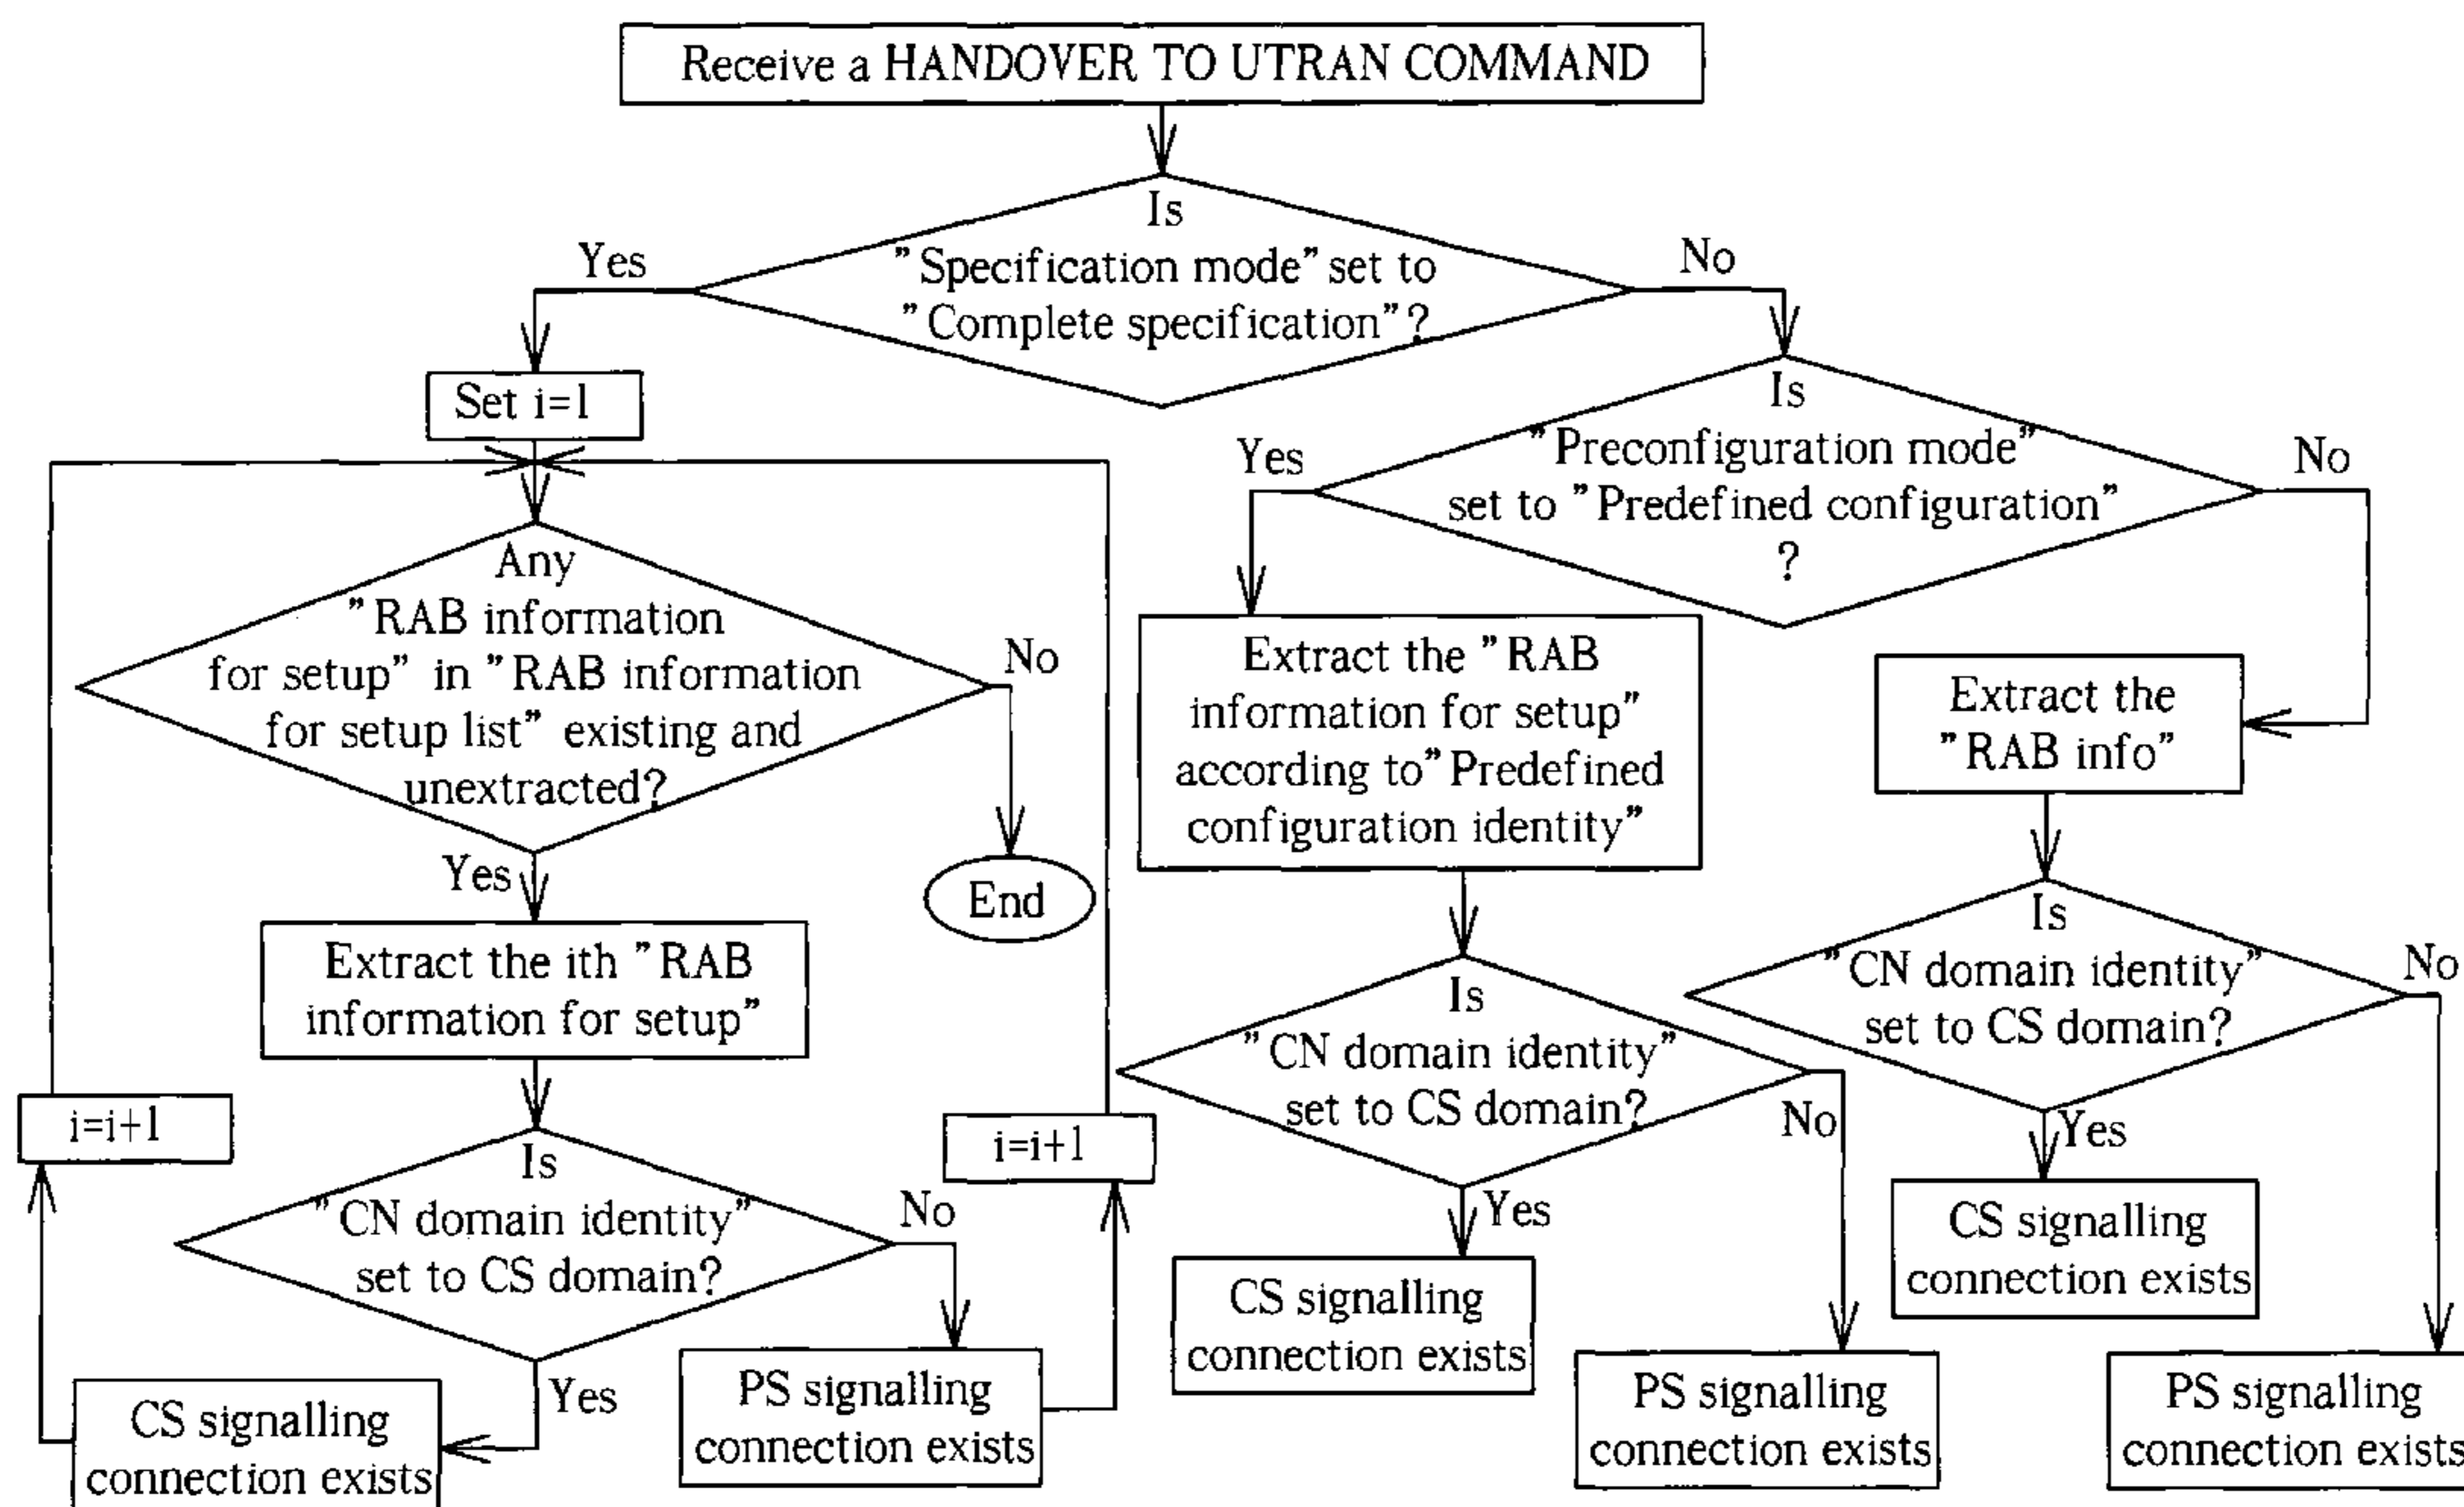 Receive a HANDOVER TO UTRAN COMMAND
Is
"Specification mode" set to
"Complete specification"?
Yes
No
Set i=1
Is
"Preconfiguration mode"
set to "Predefined configuration"
?
Yes
No
Any
"RAB information
for setup" in "RAB information
for setup list" existing and
unextracted?
No
Yes
End
Extract the ith "RAB
information for setup"
Is
"CN domain identity"
set to CS domain?
No
Yes
i=i+1
CS signalling
connection exists
PS signalling
connection exists
i=i+1
Extract the "RAB
information for setup"
according to"Predefined
configuration identity"
Is
"CN domain identity"
set to CS domain?
No
Yes
CS signalling
connection exists
PS signalling
connection exists
Extract the
"RAB info"
Is
"CN domain identity"
set to CS domain?
No
Yes
CS signalling
connection exists
PS signalling
connection exists